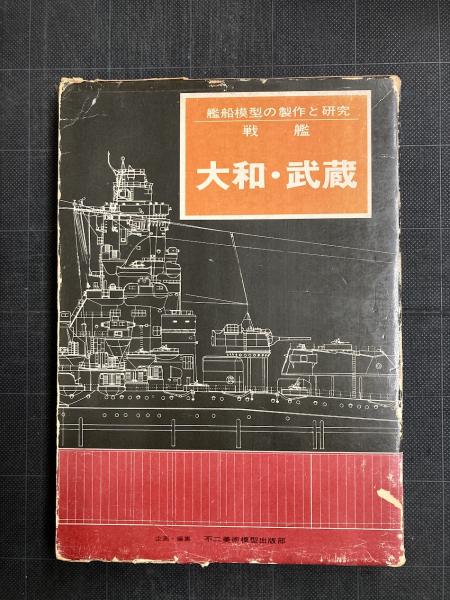 艦船模型の製作と研究
戦艦
大和・武蔵
企画・編集 不二美術模型出版部